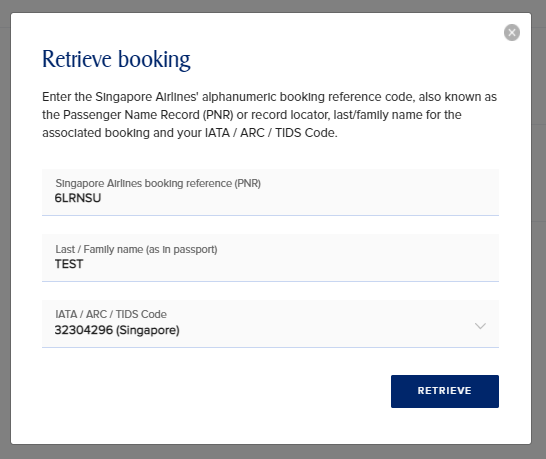 Retrieve booking
Enter the Singapore Airlines' alphanumeric booking reference code, also known as
the Passenger Name Record (PNR) or record locator, last/family name for the
associated booking and your IATA / ARC / TIDS Code.
Singapore Airlines booking reference (PNR)
6LRNSU
Last / Family name (as in passport)
TEST
IATA / ARC / TIDS Code
32304296 (Singapore)
RETRIEVE